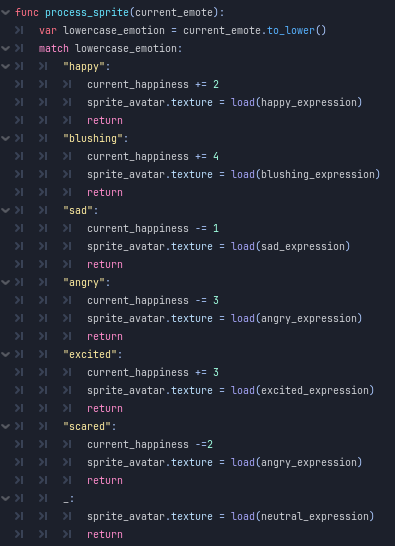 func process_sprite(current_emote):
var lowercase_emotion = current_emote.to_lower()
match lowercase_emotion:
"happy":
current_happiness += 2
sprite_avatar.texture = load(happy_expression)
return
"blushing":
current_happiness += 4
sprite_avatar.texture = load(blushing_expression)
return
"sad":
current_happiness -= 1
sprite_avatar.texture = load(sad_expression)
return
"angry":
current_happiness -= 3
sprite_avatar.texture = load(angry_expression)
return
"excited":
current_happiness += 3
sprite_avatar.texture = load(excited_expression)
return
"scared":
current_happiness -=2
sprite_avatar.texture = load(angry_expression)
return
_:
sprite_avatar.texture = load(neutral_expression)
return